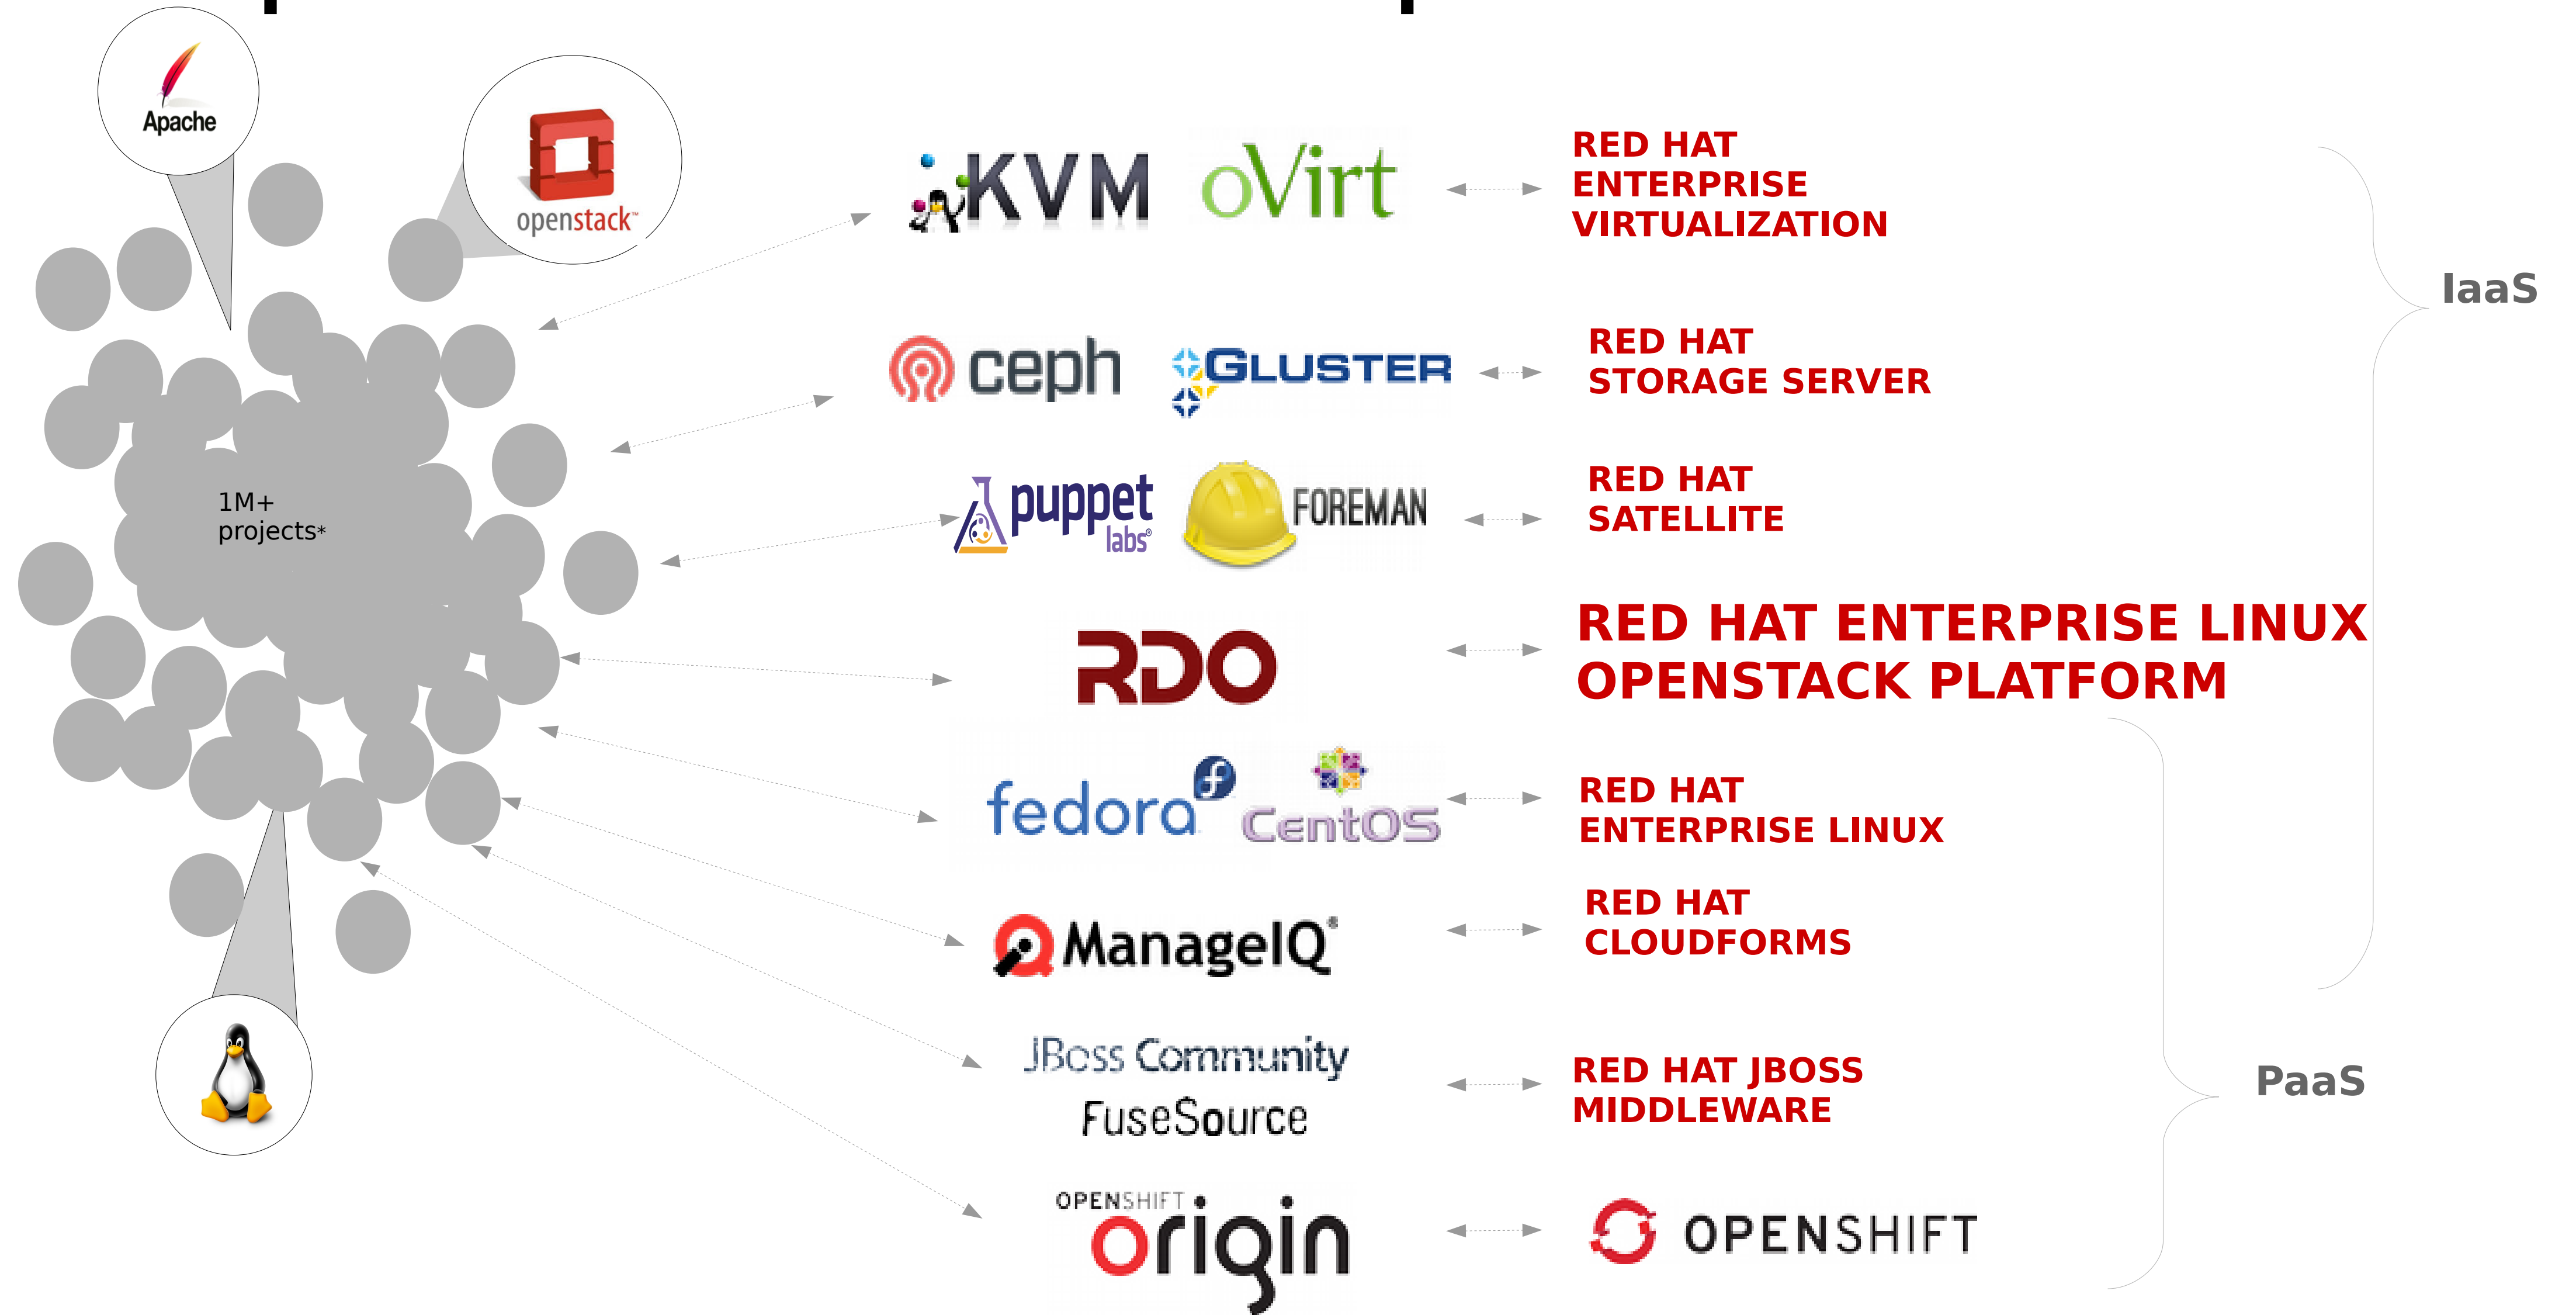 Apache
openstack™
1M+
projects*
KVM
oVirt
RED HAT
ENTERPRISE
VIRTUALIZATION
IaaS
ceph
GLUSTER
RED HAT
STORAGE SERVER
puppet
labs®
FOREMAN
RED HAT
SATELLITE
RDO
RED HAT ENTERPRISE LINUX
OPENSTACK PLATFORM
fedora
CentOS
RED HAT
ENTERPRISE LINUX
ManageIQ®
RED HAT
CLOUDFORMS
JBoss Community
FuseSource
RED HAT JBOSS
MIDDLEWARE
PaaS
OPENSHIFT
origin
OPENSHIFT